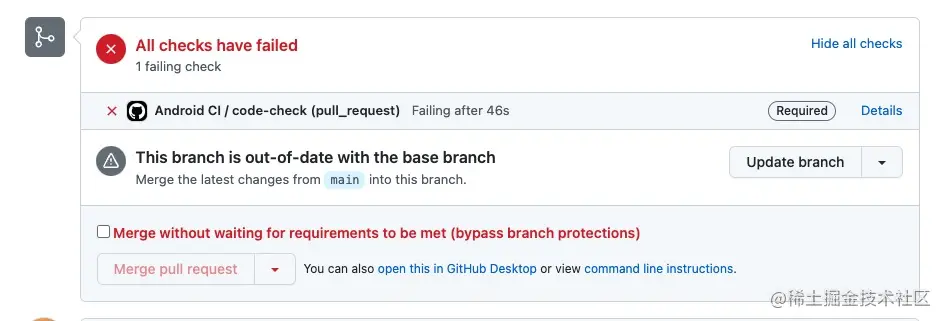 All checks have failed
Hide all checks
1 failing check
Android CI / code-check (pull_request) Failing after 46s Required Details
This branch is out-of-date with the base branch
Update branch
Merge the latest changes from main into this branch.
Merge without waiting for requirements to be met (bypass branch protections)
Merge pull request
You can also open this in GitHub Desktop or view command line instructions.
@稀土掘金技术社区